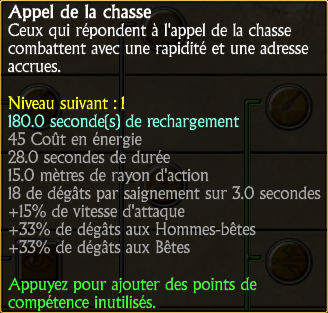 Appel de la chasse
Ceux qui répondent à l'appel de la chasse
combattent avec une rapidité et une adresse
accrues.
Niveau suivant : 1
180.0 seconde(s) de rechargement
45 Coût en énergie
28.0 secondes de durée
15.0 mètres de rayon d'action
18 de dégâts par saignement sur 3.0 secondes
+15% de vitesse d'attaque
+33% de dégâts aux Hommes-bêtes
+33% de dégâts aux Bêtes
Appuyez pour ajouter des points de
compétence inutilisés.